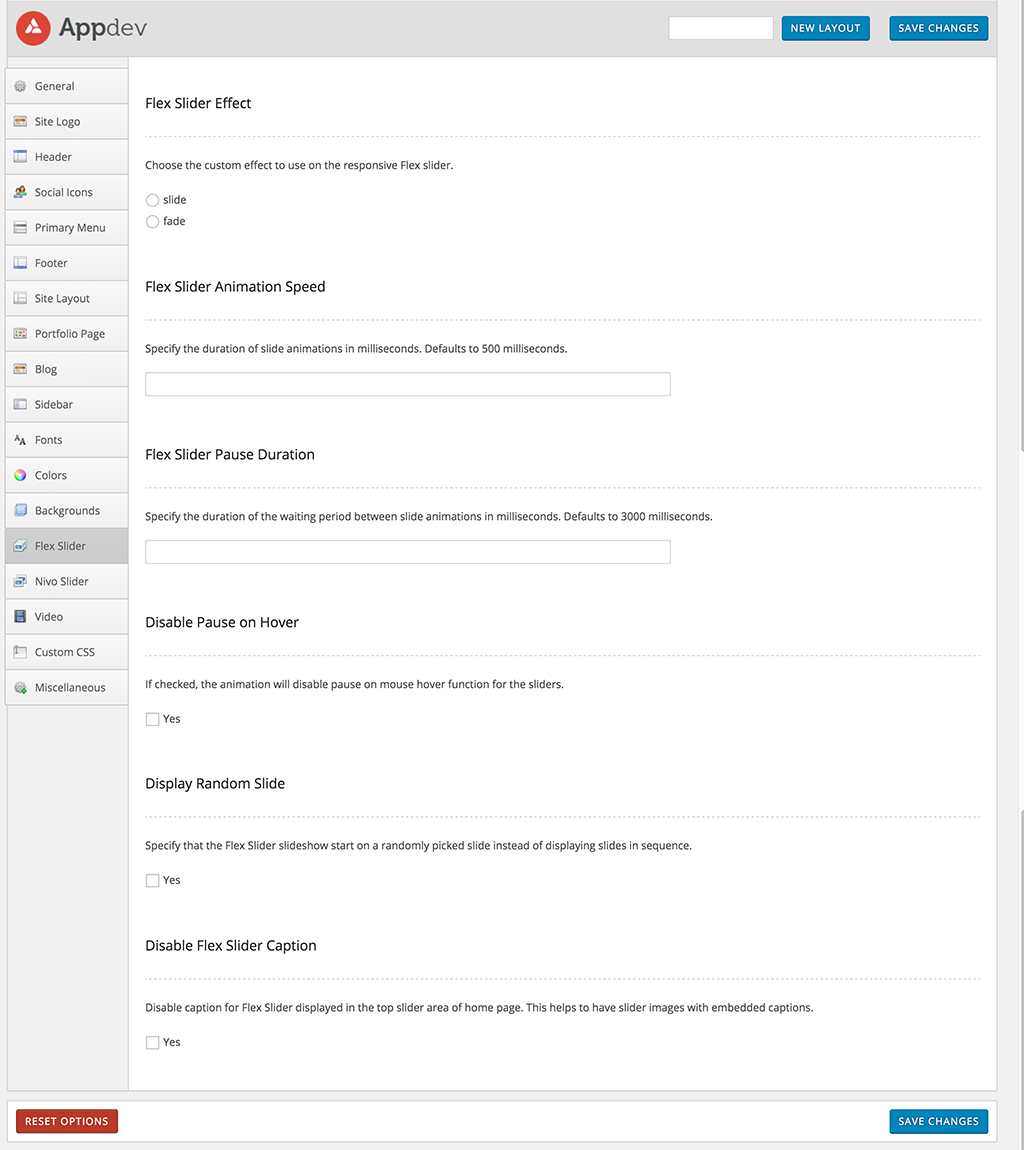 Appdev
NEW LAYOUT
SAVE CHANGES
General
Site Logo
Header
Social Icons
Primary Menu
Footer
Site Layout
Portfolio Page
Blog
Sidebar
Fonts
Colors
Backgrounds
Flex Slider
Nivo Slider
Video
Custom CSS
Miscellaneous
Flex Slider Effect
Choose the custom effect to use on the responsive Flex slider.
slide
fade
Flex Slider Animation Speed
Specify the duration of slide animations in milliseconds. Defaults to 500 milliseconds.
Flex Slider Pause Duration
Specify the duration of the waiting period between slide animations in milliseconds. Defaults to 3000 milliseconds.
Disable Pause on Hover
If checked, the animation will disable pause on mouse hover function for the sliders.
Yes
Display Random Slide
Specify that the Flex Slider slideshow start on a randomly picked slide instead of displaying slides in sequence.
Yes
Disable Flex Slider Caption
Disable caption for Flex Slider displayed in the top slider area of home page. This helps to have slider images with embedded captions.
Yes
RESET OPTIONS
SAVE CHANGES